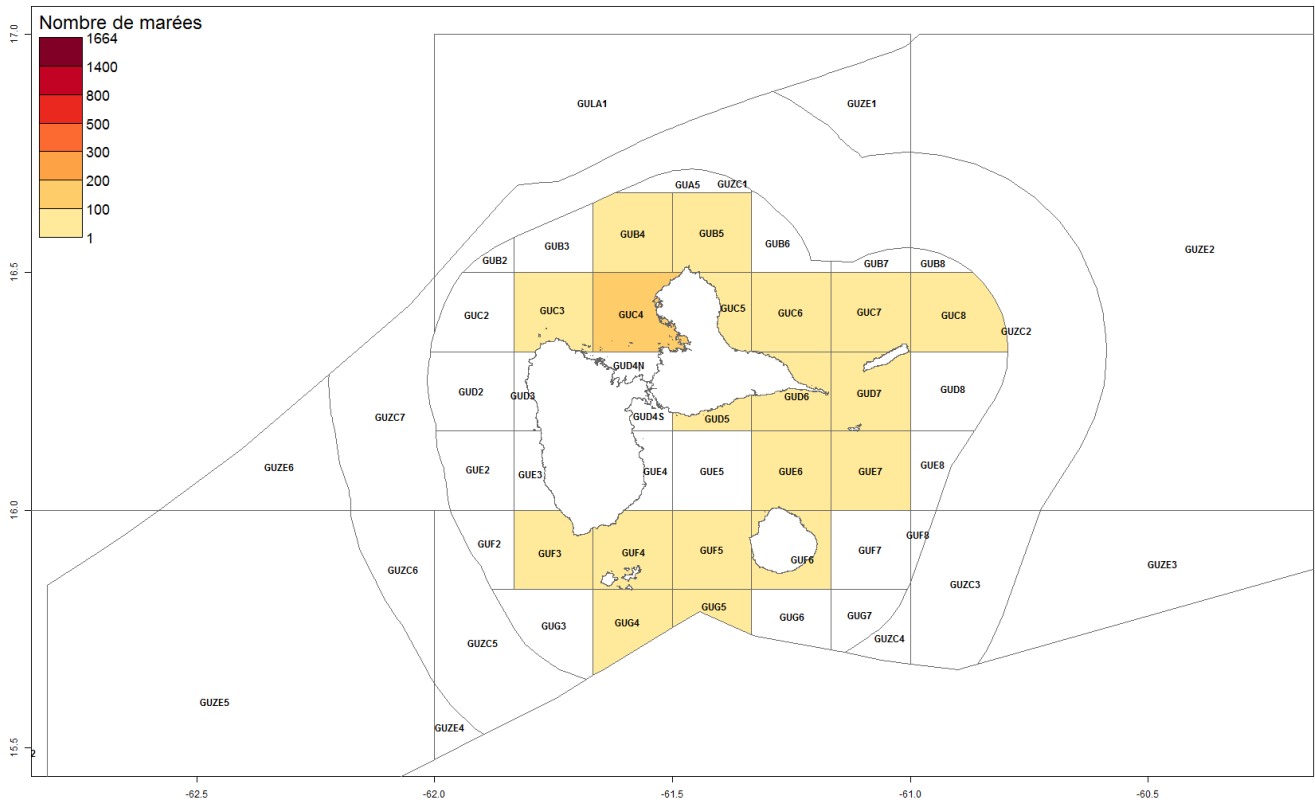 Nombre de marées
1664
1400
800
500
300
200
100
1
17.0
16.5
16.0
15.5
GULA1
GUZE1
GUA5 GUZC1
GUZE2
GUB2 GUB3 GUB4 GUB5 GUB6 GUB7 GUB8
GUC2 GUC3 GUC4 GUC5 GUC6 GUC7 GUC8 GUZC2
GUD4N
GUZC7 GUD2 GUD3 GUD4S GUD5 GUD6 GUD7 GUD8
GUZE6 GUE2 GUE3 GUE4 GUE5 GUE6 GUE7 GUE8
GUZC6 GUF2 GUF3 GUF4 GUF5 GUF6 GUF7 GUF8 GUZC3 GUZE3
GUZC5 GUG3 GUG4 GUG5 GUG6 GUG7 GUZC4
GUZE5 GUZE4
2
-62.5 -62.0 -61.5 -61.0 -60.5